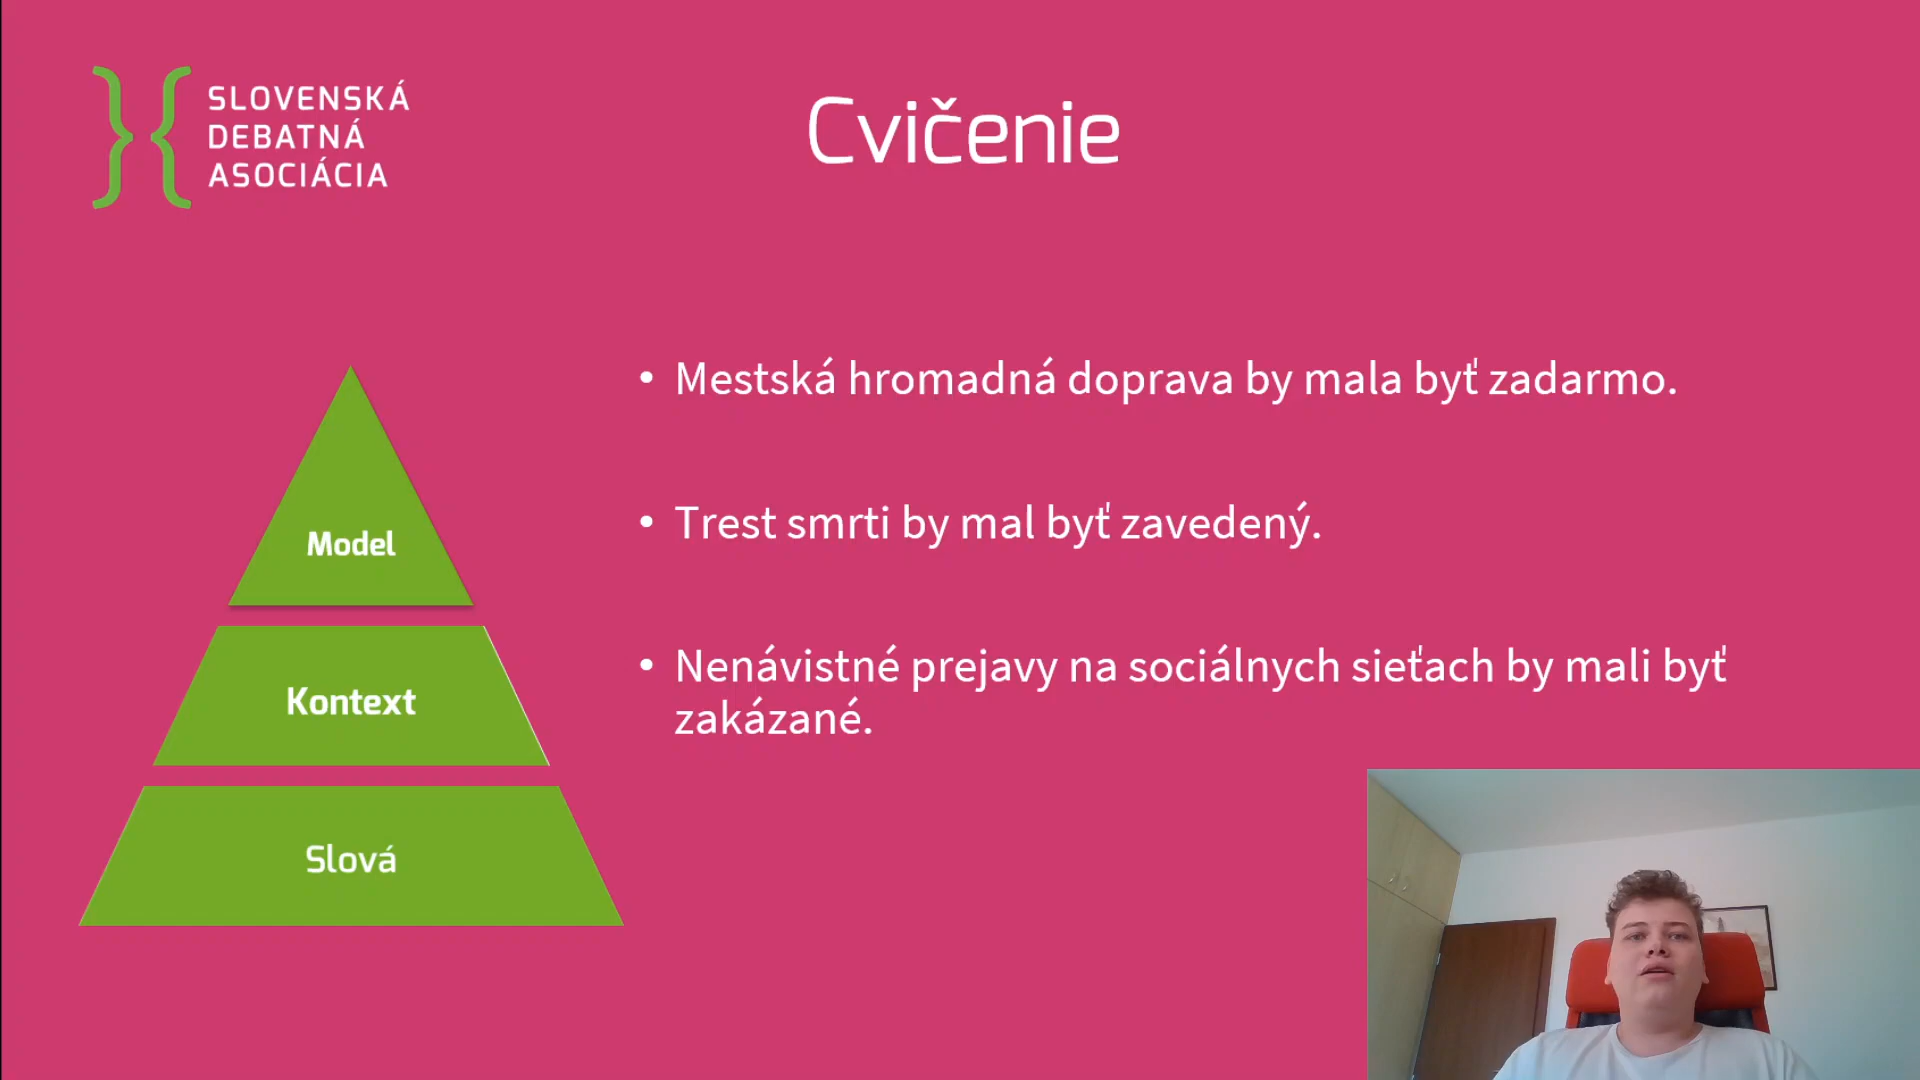 SLOVENSKÁ
DEBATNÁ
ASOCIÁCIA
Cvičenie
Model
Kontext
Slová
• Mestská hromadná doprava by mala byť zadarmo.
• Trest smrti by mal byť zavedený.
• Nenávistné prejavy na sociálnych sieťach by mali byť
zakázané.